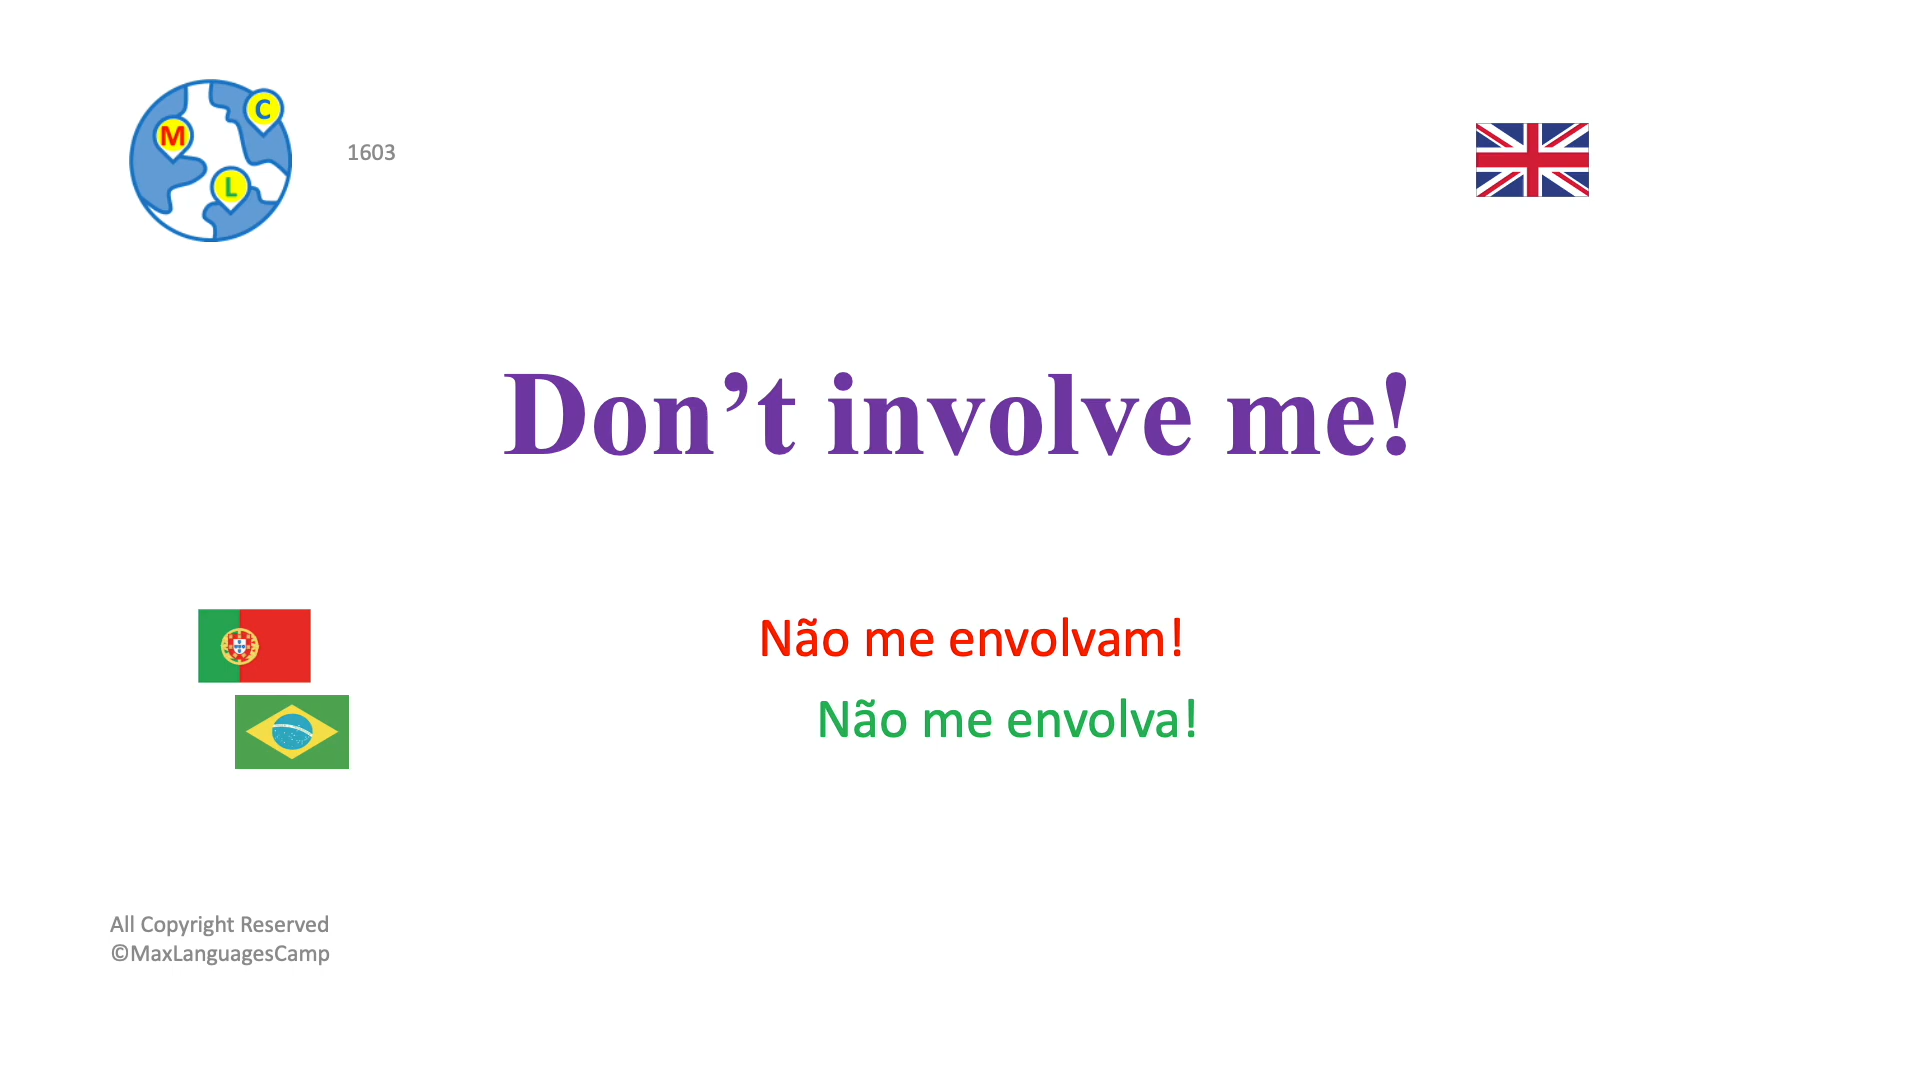 M
C
L
1603
Don’t involve me!
Não me envolvam!
Não me envolva!
All Copyright Reserved
©MaxLanguagesCamp